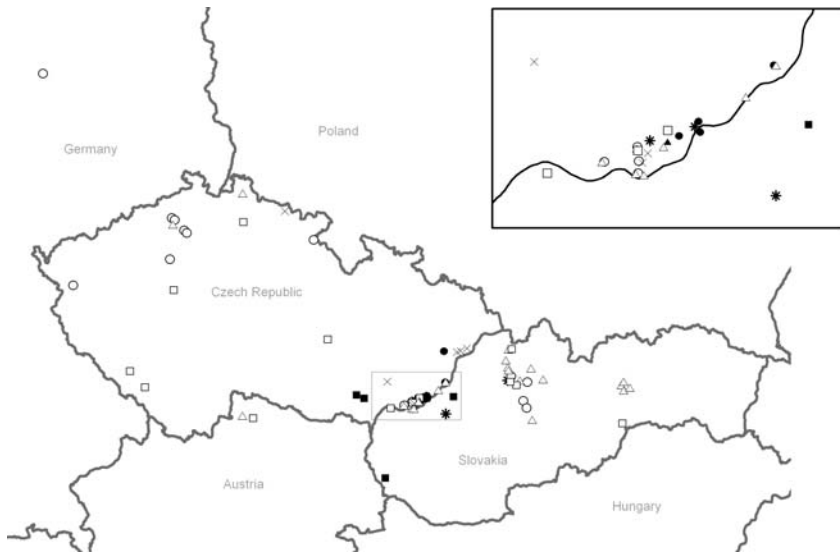 Poland
Germany
Czech Republic
Slovakia
Austria
Hungary